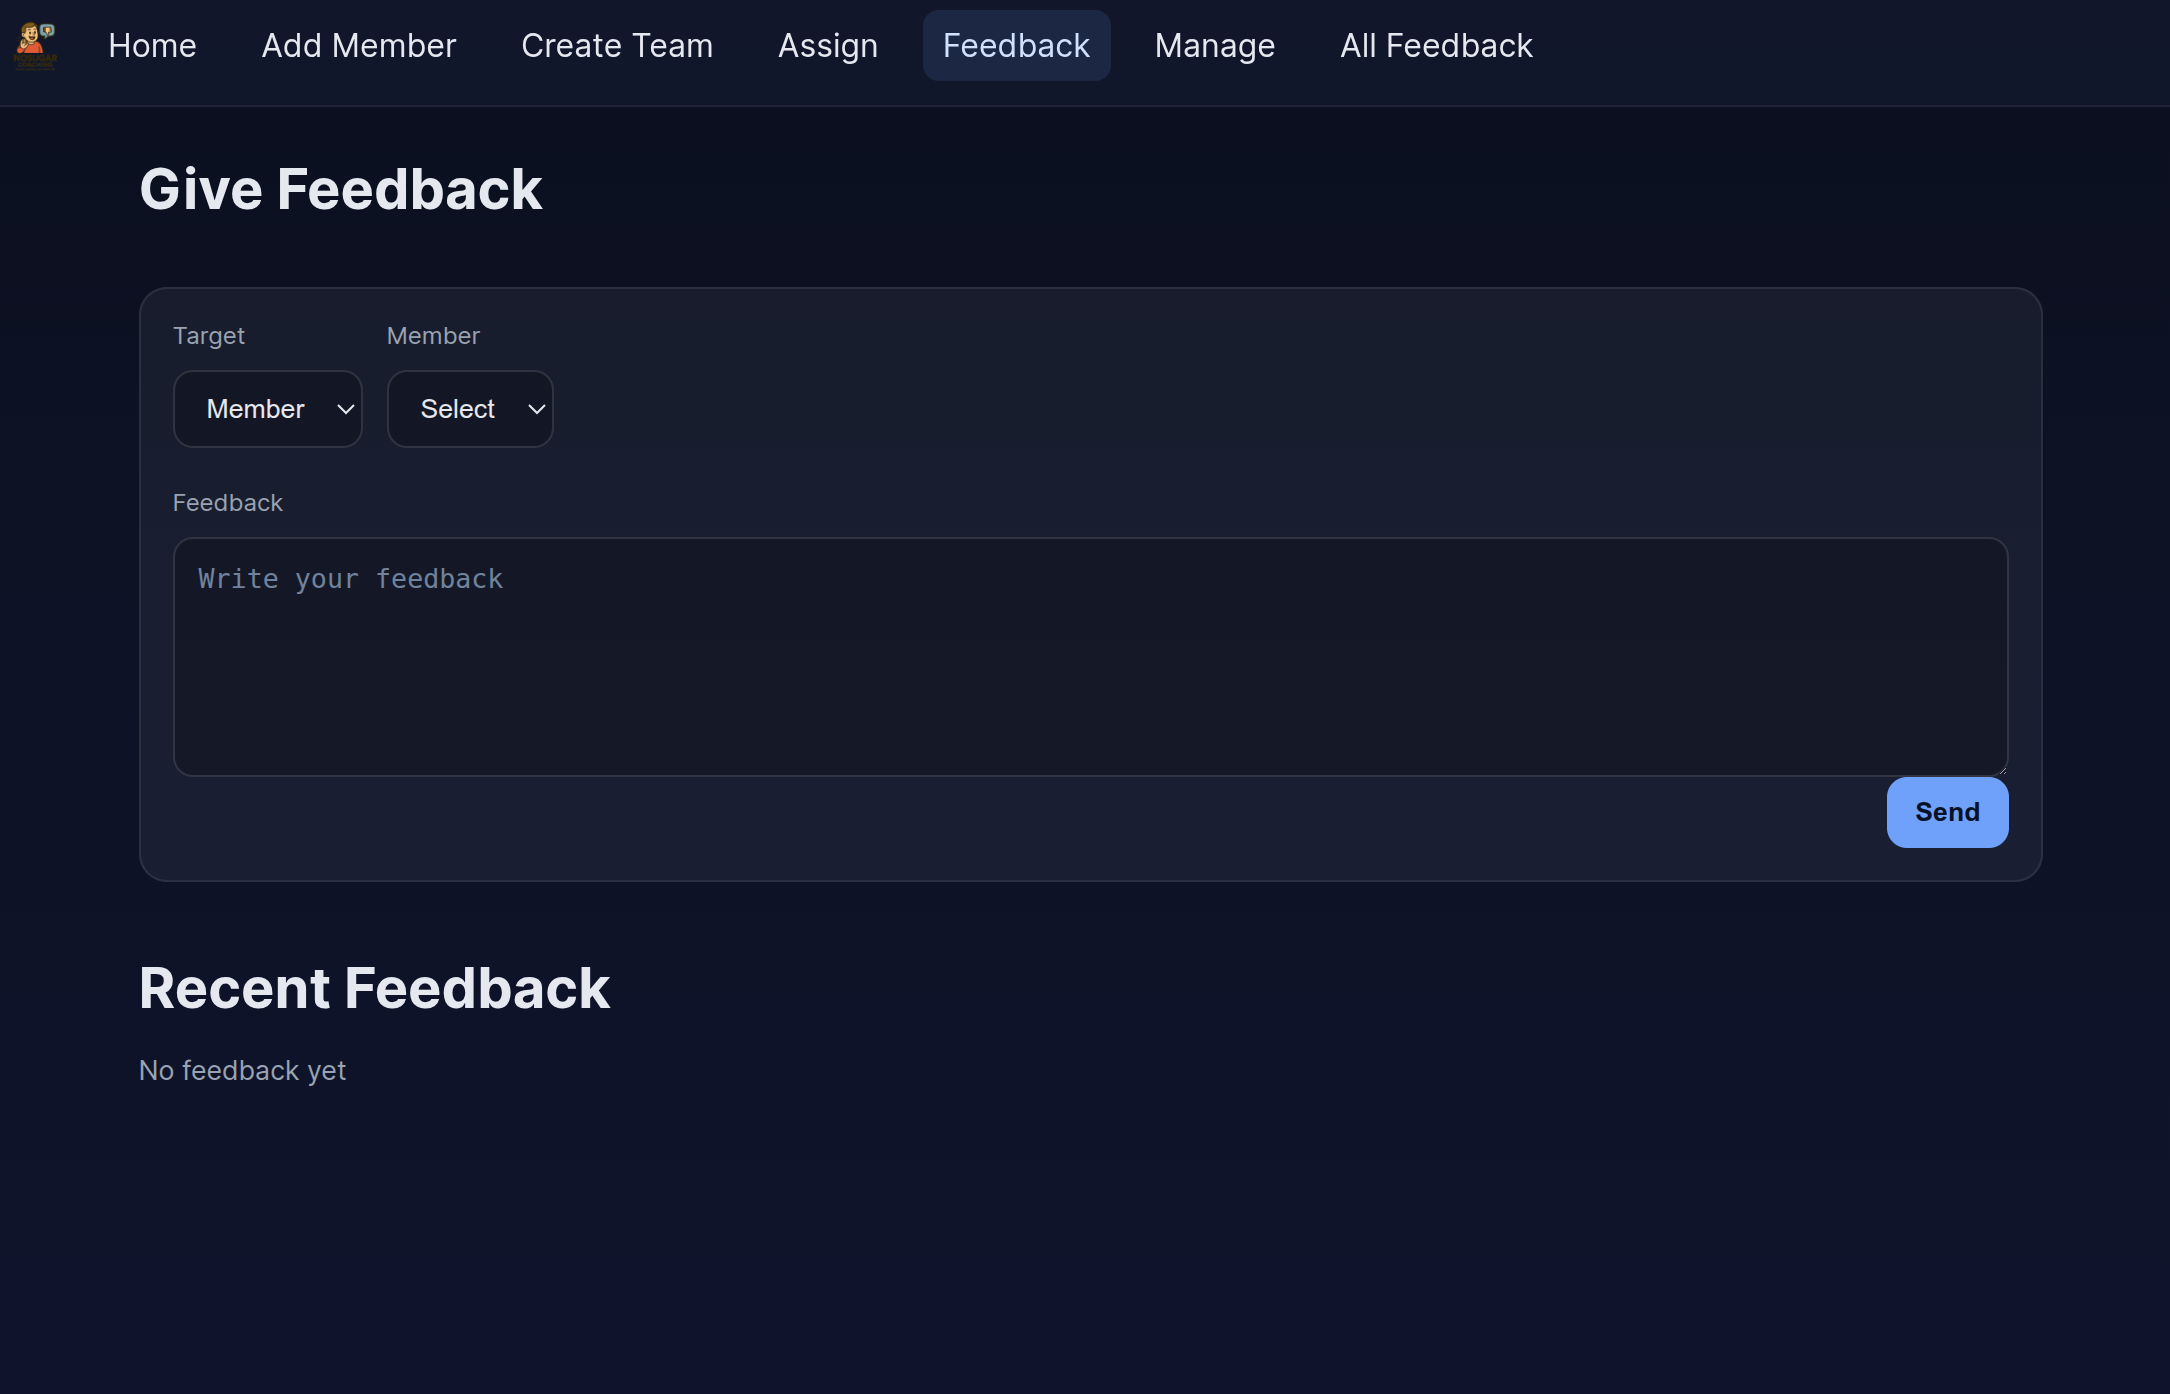 NOSUGAR
Home
Add Member
Create Team
Assign
Feedback
Manage
All Feedback
Give Feedback
Target
Member
Member
Select
Feedback
Write your feedback
Send
Recent Feedback
No feedback yet